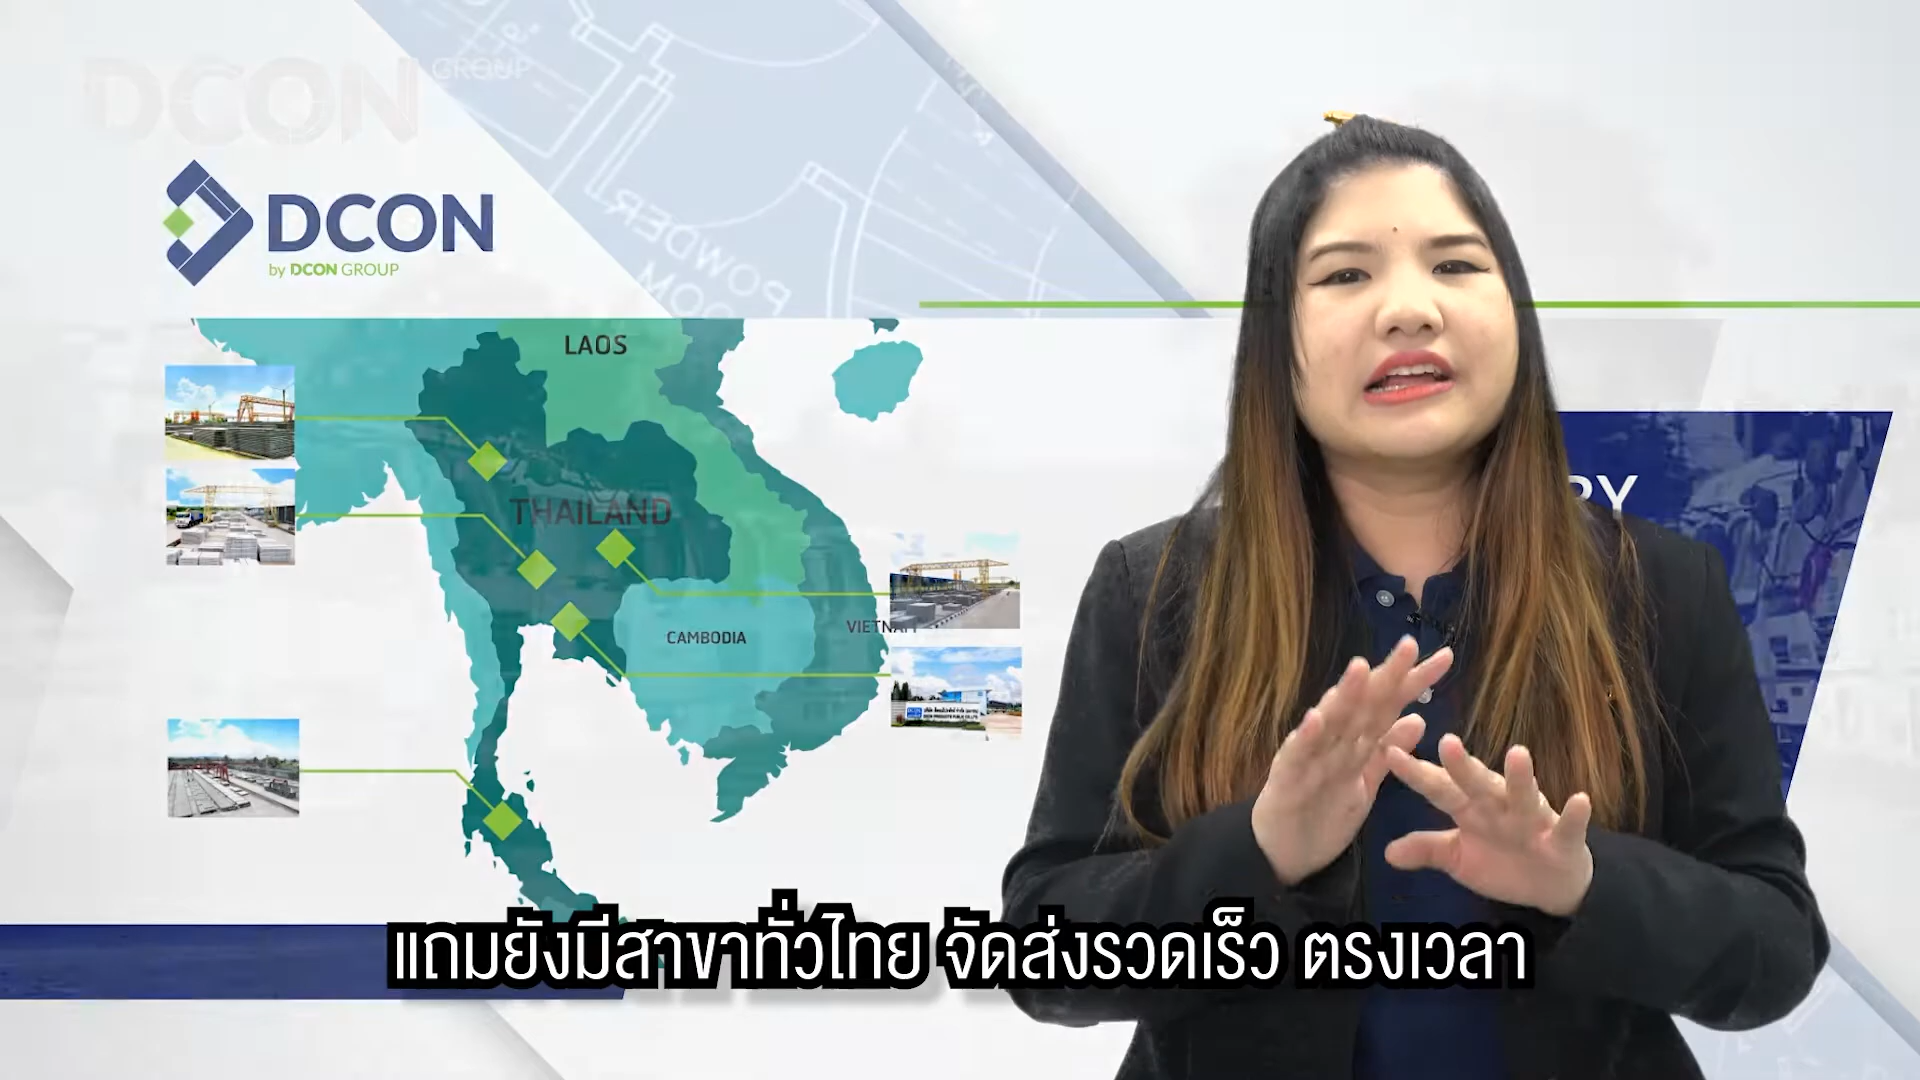 DCON GROUP
DCON
by DCON GROUP
POWDER
LAOS
THAILAND
CAMBODIA
VIETNAM
แถมยังมีสาขาทั่วไทย จัดส่งรวดเร็ว ตรงเวลา